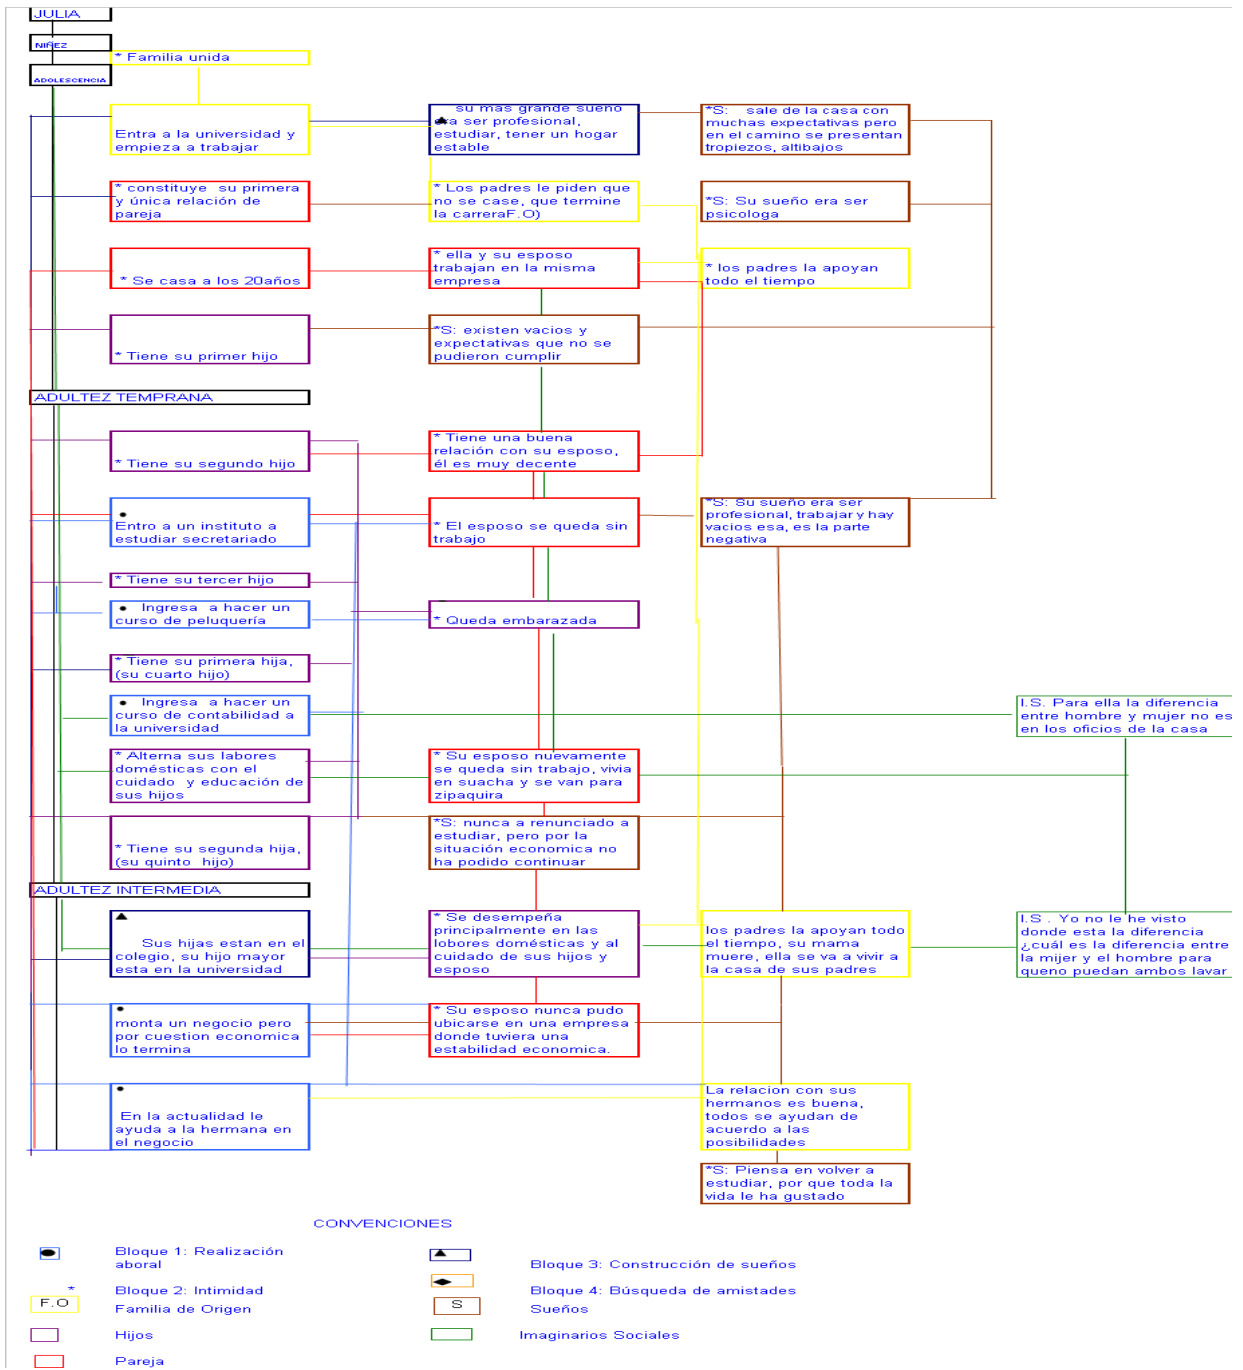 JULIA
NIÑEZ
* Familia unida
ADOLESCENCIA
Entra a la universidad y
empieza a trabajar
su mas grande sueño
era ser profesional,
estudiar, tener un hogar
estable
*S: sale de la casa con
muchas expectativas pero
en el camino se presentan
tropiezos, altibajos
* constituye su primera
y única relación de
pareja
* Los padres le piden que
no se case, que termine
la carreraF.O)
*S: Su sueño era ser
psicologa
* Se casa a los 20años
* ella y su esposo
trabajan en la misma
empresa
* los padres la apoyan
todo el tiempo
* Tiene su primer hijo
*S: existen vacios y
expectativas que no se
pudieron cumplir
ADULTEZ TEMPRANA
* Tiene su segundo hijo
* Tiene una buena
relación con su esposo,
él es muy decente
Entro a un instituto a
estudiar secretariado
* El esposo se queda sin
trabajo
*S: Su sueño era ser
profesional, trabajar y hay
vacios esa, es la parte
negativa
* Tiene su tercer hijo
Ingresa a hacer un
curso de peluquería
* Queda embarazada
* Tiene su primera hija,
(su cuarto hijo)
Ingresa a hacer un
curso de contabilidad a
la universidad
I.S. Para ella la diferencia
entre hombre y mujer no es
en los oficios de la casa
* Alterna sus labores
domésticas con el
cuidado y educación de
sus hijos
* Su esposo nuevamente
se queda sin trabajo, vivia
en suacha y se van para
zipaquira
* Tiene su segunda hija,
(su quinto hijo)
*S: nunca a renunciado a
estudiar, pero por la
situación economica no
ha podido continuar
ADULTEZ INTERMEDIA
Sus hijas estan en el
colegio, su hijo mayor
esta en la universidad
* Se desempeña
principalmente en las
lobores domésticas y al
cuidado de sus hijos y
esposo
los padres la apoyan todo
el tiempo, su mama
muere, ella se va a vivir a
la casa de sus padres
I.S . Yo no le he visto
donde esta la diferencia
¿cuál es la diferencia entre
la mijer y el hombre para
queno puedan ambos lavar
monta un negocio pero
por cuestion economica
lo termina
* Su esposo nunca pudo
ubicarse en una empresa
donde tuviera una
estabilidad economica.
En la actualidad le
ayuda a la hermana en
el negocio
La relacion con sus
hermanos es buena,
todos se ayudan de
acuerdo a las
posibilidades
*S: Piensa en volver a
estudiar, por que toda la
vida le ha gustado
CONVENCIONES
Bloque 1: Realización
aboral
* Bloque 2: Intimidad
F.O Familia de Origen
Hijos
Pareja
Bloque 3: Construcción de sueños
Bloque 4: Búsqueda de amistades
S Sueños
Imaginarios Sociales